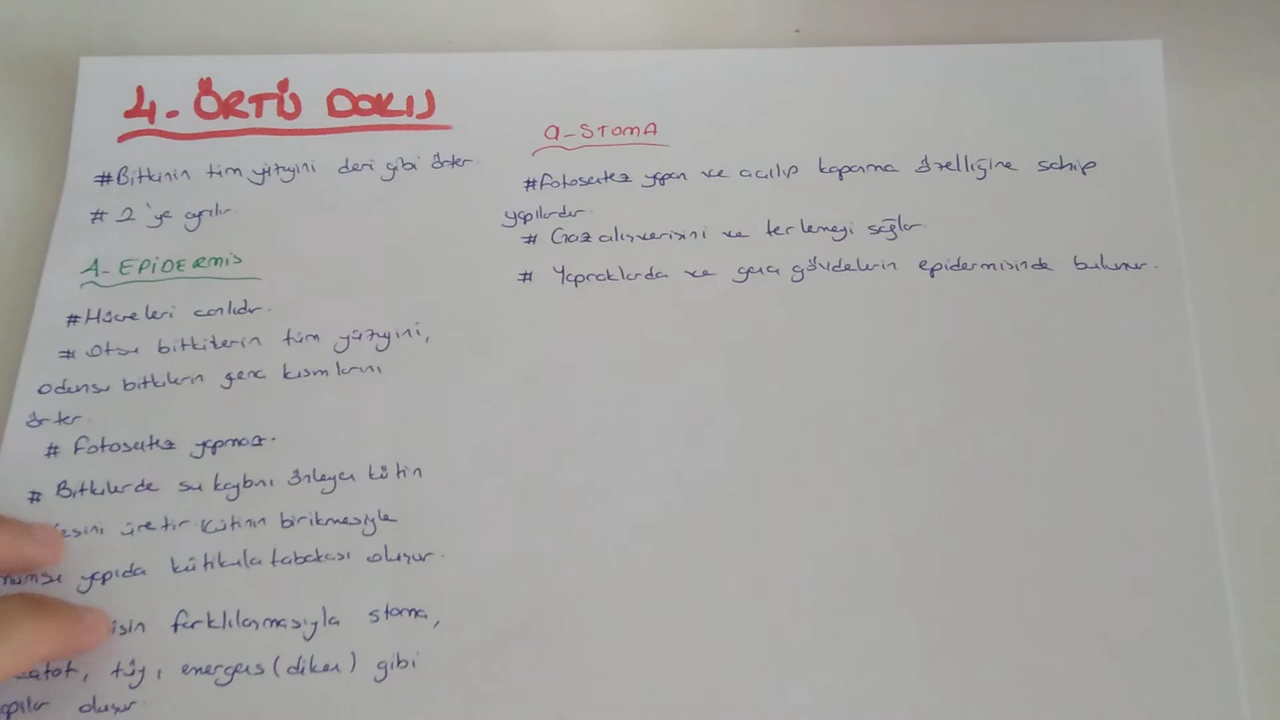 4- ÖRTÜ DOKU
#Bitkinin tüm yüzeyini deri gibi örter.
# 2'ye ayrılır.
A- EPİDERMİS
#Hücreleri canlıdır.
# Otsu bitkilerin tüm yüzeyini,
odunsu bitkilerin genç kısımlarını
örter.
# Fotosentez yapmaz.
# Bitkilerde su kaybını önleyen kütin
üretir. Kütinin birikmesiyle
yapıda kütikula tabakası oluşur.
farklılaşmasıyla stoma,
tüy, energers (diken) gibi
oluşur.
a- STOMA
#Fotosentez yapan ve açılıp kapanma özelliğine sahip
yapılardır.
# Gaz alışverişini ve terlemeyi sağlar.
# Yapraklarda ve genç gövdelerin epidermisinde bulunur.